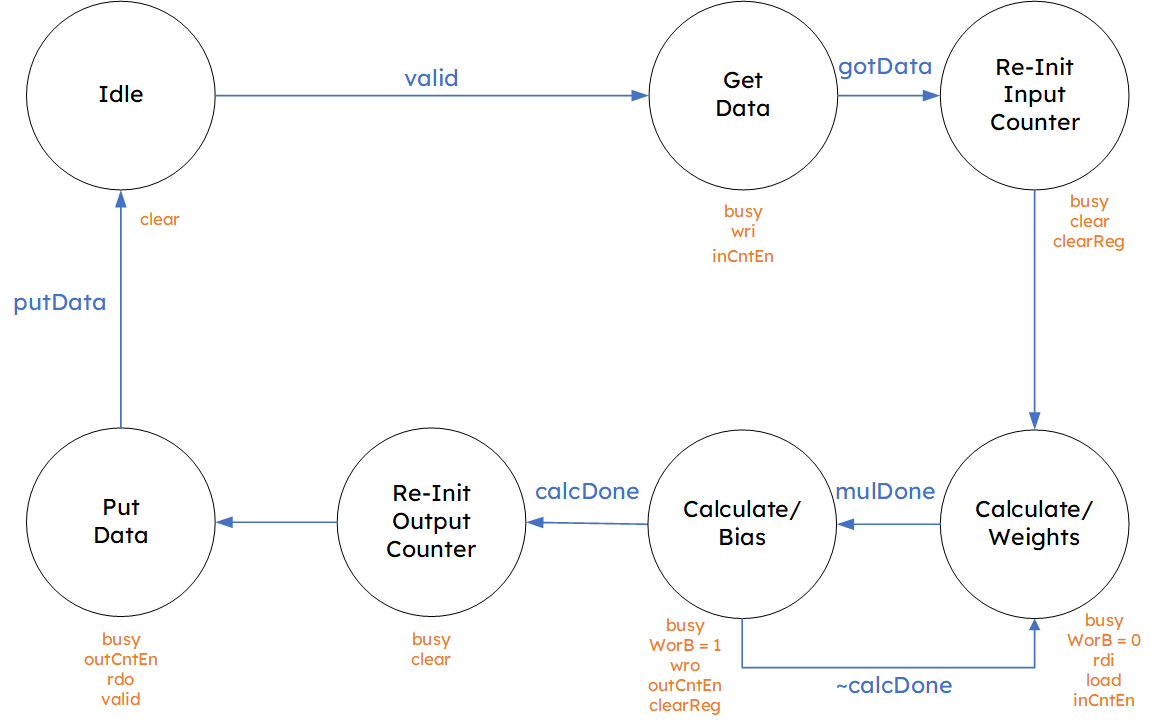 Idle
valid
Get
Data
gotData
Re-Init
Input
Counter
clear
busy
wri
inCntEn
busy
clear
clearReg
putData
Put
Data
Re-Init
Output
Counter
calcDone
Calculate/
Bias
mulDone
Calculate/
Weights
busy
outCntEn
rdo
valid
busy
clear
busy
WorB = 1
wro
outCntEn
clearReg
~calcDone
busy
WorB = 0
rdi
load
inCntEn